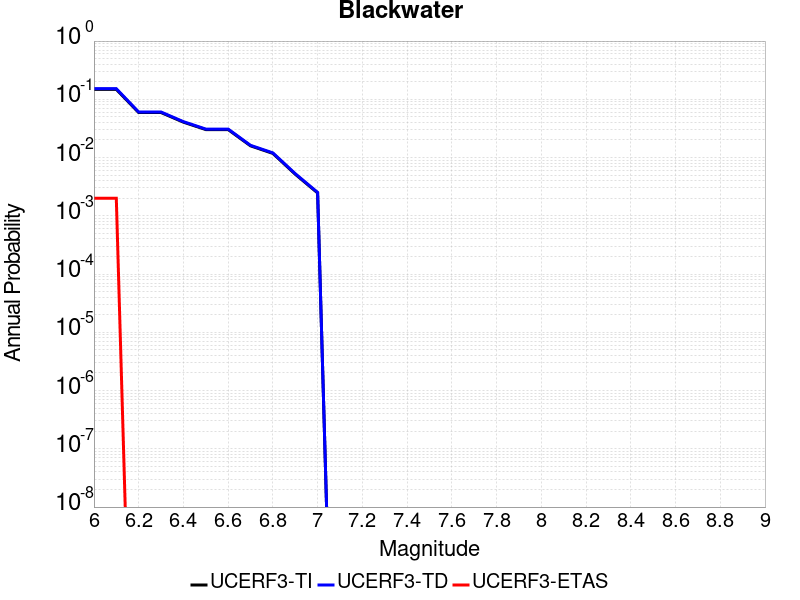 Blackwater
10^0
10^-1
10^-2
10^-3
10^-4
10^-5
10^-6
10^-7
10^-8
Annual Probability
6 6.2 6.4 6.6 6.8 7 7.2 7.4 7.6 7.8 8 8.2 8.4 8.6 8.8 9
Magnitude
UCERF3-TI UCERF3-TD UCERF3-ETAS